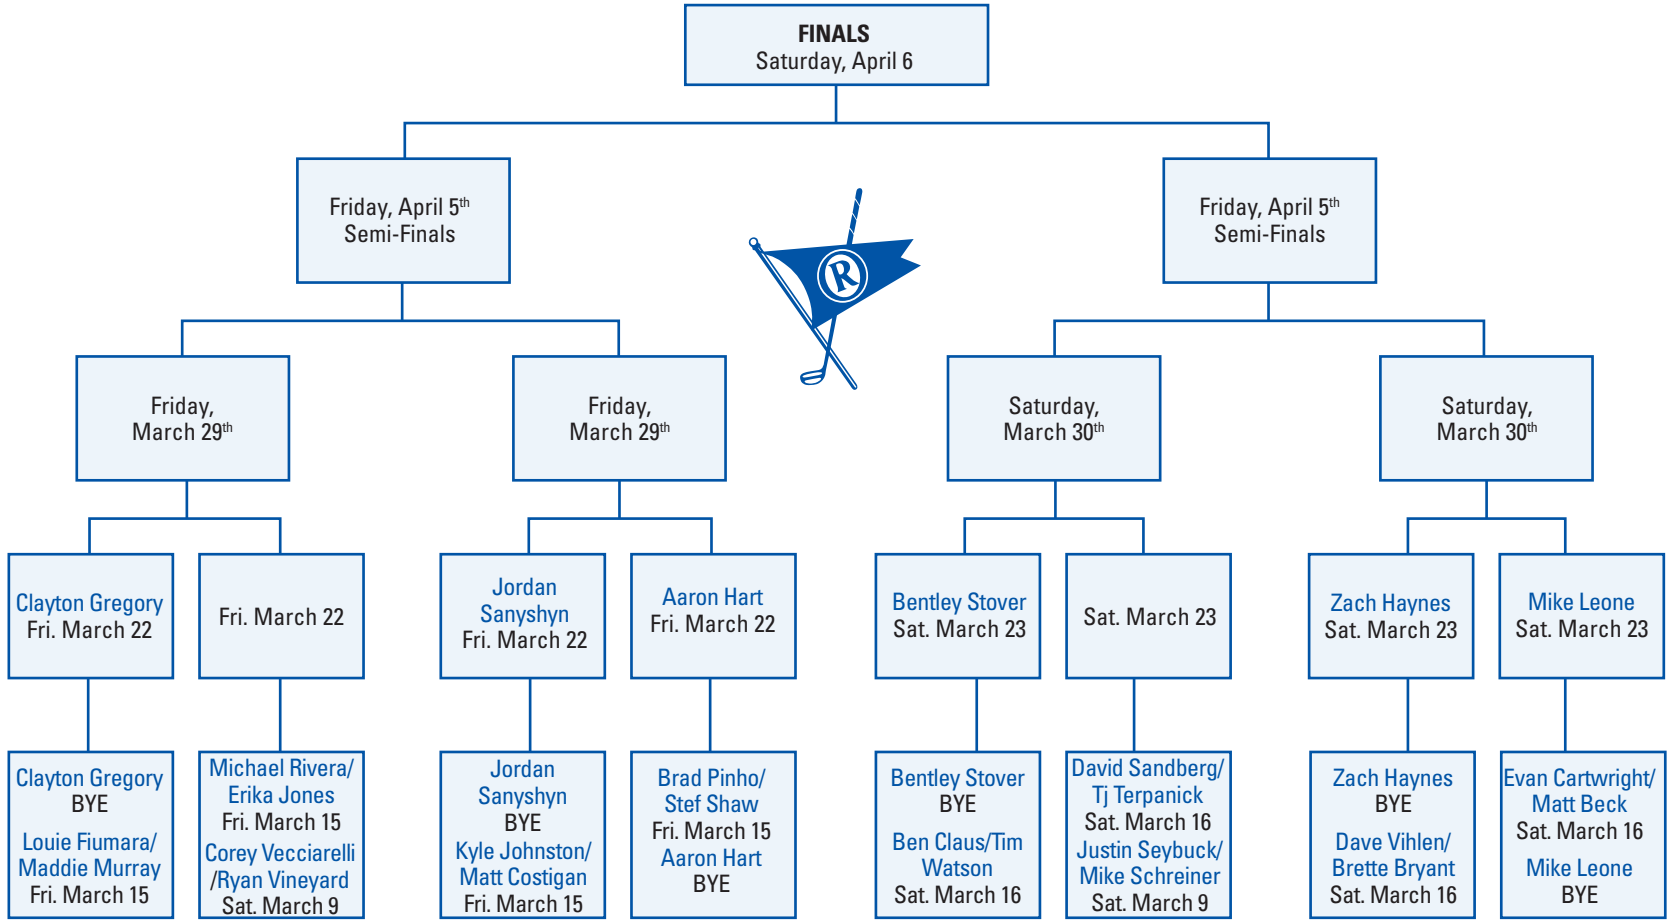 FINALS
Saturday, April 6
Friday, April 5th
Semi-Finals
Friday, April 5th
Semi-Finals
R
Friday,
March 29th
Friday,
March 29th
Saturday,
March 30th
Saturday,
March 30th
Clayton Gregory
Fri. March 22
Fri. March 22
Jordan
Sanyshyn
Fri. March 22
Aaron Hart
Fri. March 22
Bentley Stover
Sat. March 23
Sat. March 23
Zach Haynes
Sat. March 23
Mike Leone
Sat. March 23
Clayton Gregory
BYE
Louie Fiumara/
Maddie Murray
Fri. March 15
Michael Rivera/
Erika Jones
Fri. March 15
Corey Vecciarelli
/Ryan Vineyard
Sat. March 9
Jordan
Sanyshyn
BYE
Kyle Johnston/
Matt Costigan
Fri. March 15
Brad Pinho/
Stef Shaw
Fri. March 15
Aaron Hart
BYE
Bentley Stover
BYE
Ben Claus/Tim
Watson
Sat. March 16
David Sandberg/
Tj Terpanick
Sat. March 16
Justin Seybuck/
Mike Schreiner
Sat. March 9
Zach Haynes
BYE
Dave Vihlen/
Brette Bryant
Sat. March 16
Evan Cartwright/
Matt Beck
Sat. March 16
Mike Leone
BYE